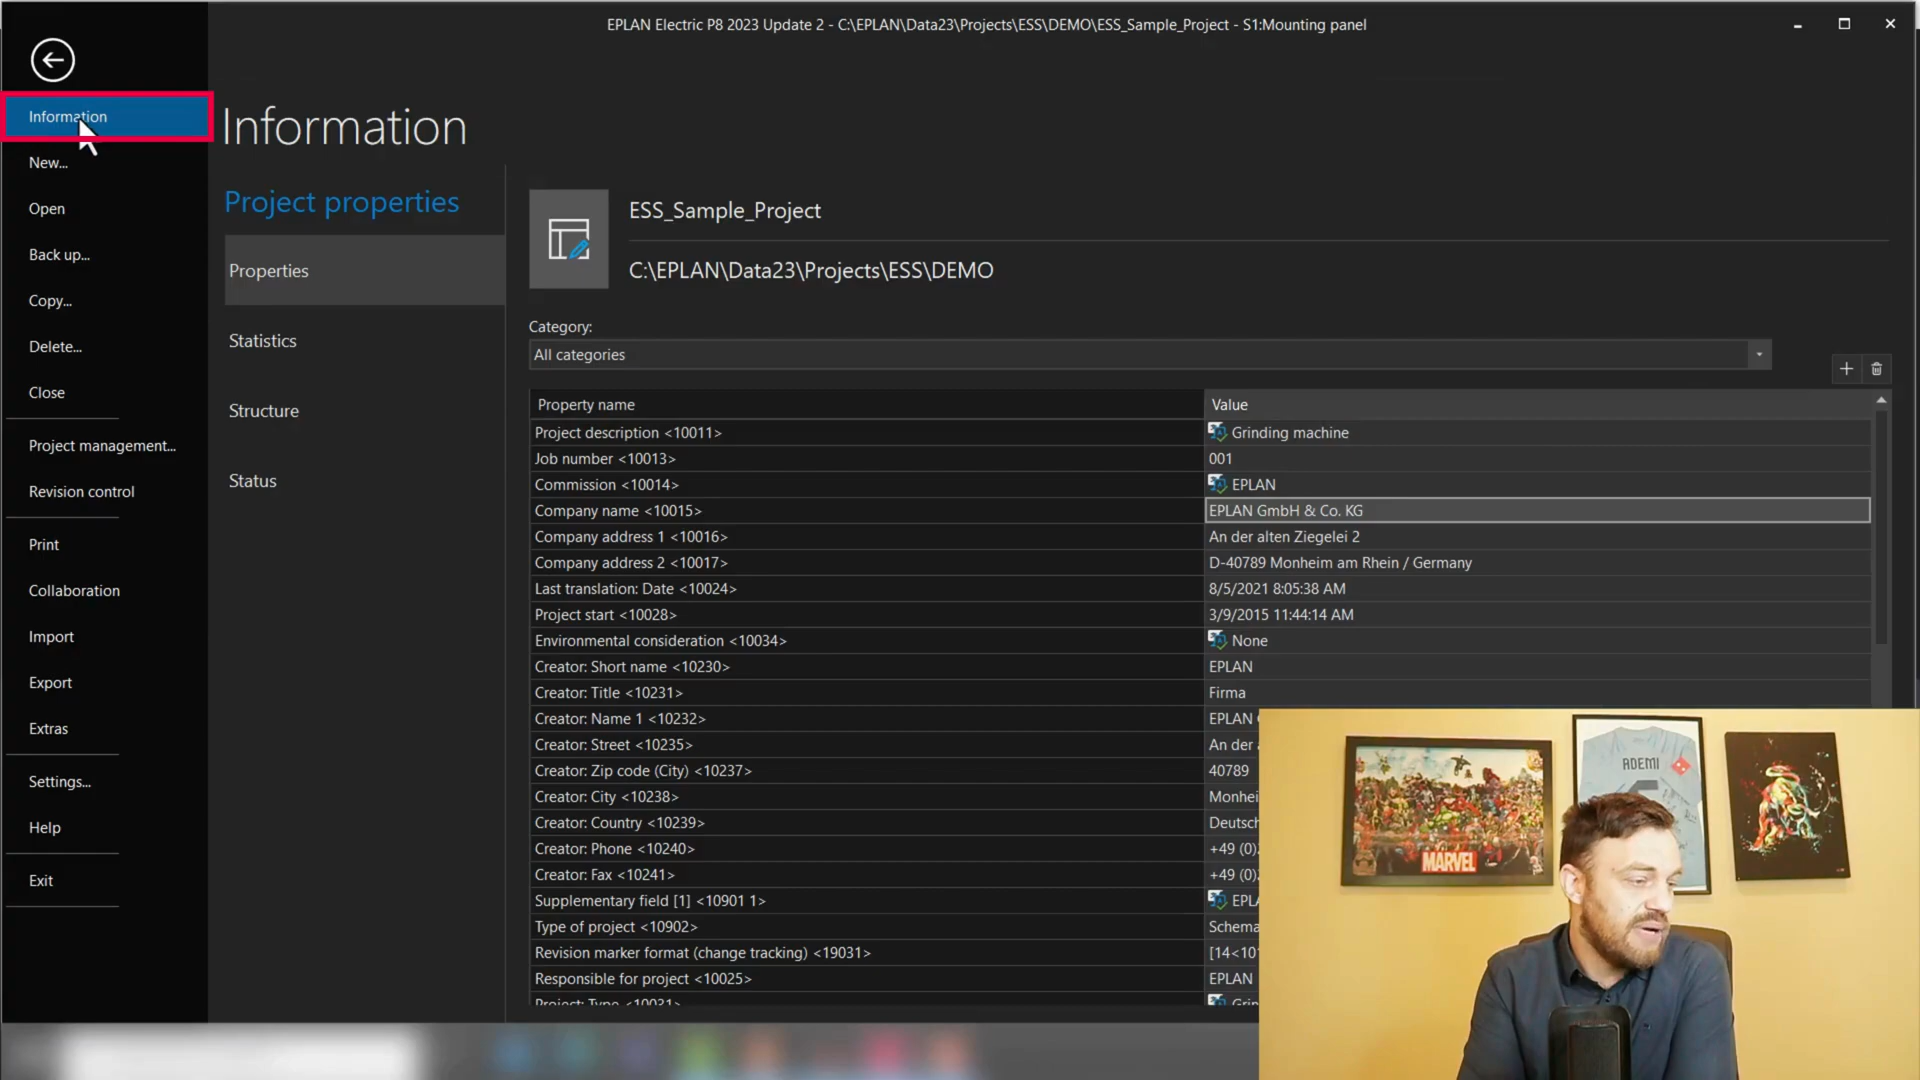 EPLAN Electric P8 2023 Update 2 - C:\EPLAN\Data23\Projects\ESS\DEMO\ESS_Sample_Project - S1:Mounting panel
Information
New...
Open
Back up...
Copy...
Delete...
Close
Project management...
Revision control
Print
Collaboration
Import
Export
Extras
Settings...
Help
Exit
Information
Project properties
Properties
Statistics
Structure
Status
ESS_Sample_Project
C:\EPLAN\Data23\Projects\ESS\DEMO
Category:
All categories
Property name Value
Project description <10011> Grinding machine
Job number <10013> 001
Commission <10014> EPLAN
Company name <10015> EPLAN GmbH & Co. KG
Company address 1 <10016> An der alten Ziegelei 2
Company address 2 <10017> D-40789 Monheim am Rhein / Germany
Last translation: Date <10024> 8/5/2021 8:05:38 AM
Project start <10028> 3/9/2015 11:44:14 AM
Environmental consideration <10034> None
Creator: Short name <10230> EPLAN
Creator: Title <10231> Firma
Creator: Name 1 <10232> EPLAN
Creator: Street <10235> An der
Creator: Zip code (City) <10237> 40789
Creator: City <10238> Monhei
Creator: Country <10239> Deutsch
Creator: Phone <10240> +49 (0)
Creator: Fax <10241> +49 (0)
Supplementary field [1] <10901 1> EPLA
Type of project <10902> Schema
Revision marker format (change tracking) <19031> [14<10
Responsible for project <10025> EPLAN
Project: Type <10031> Grin
MARVEL
ADEMI